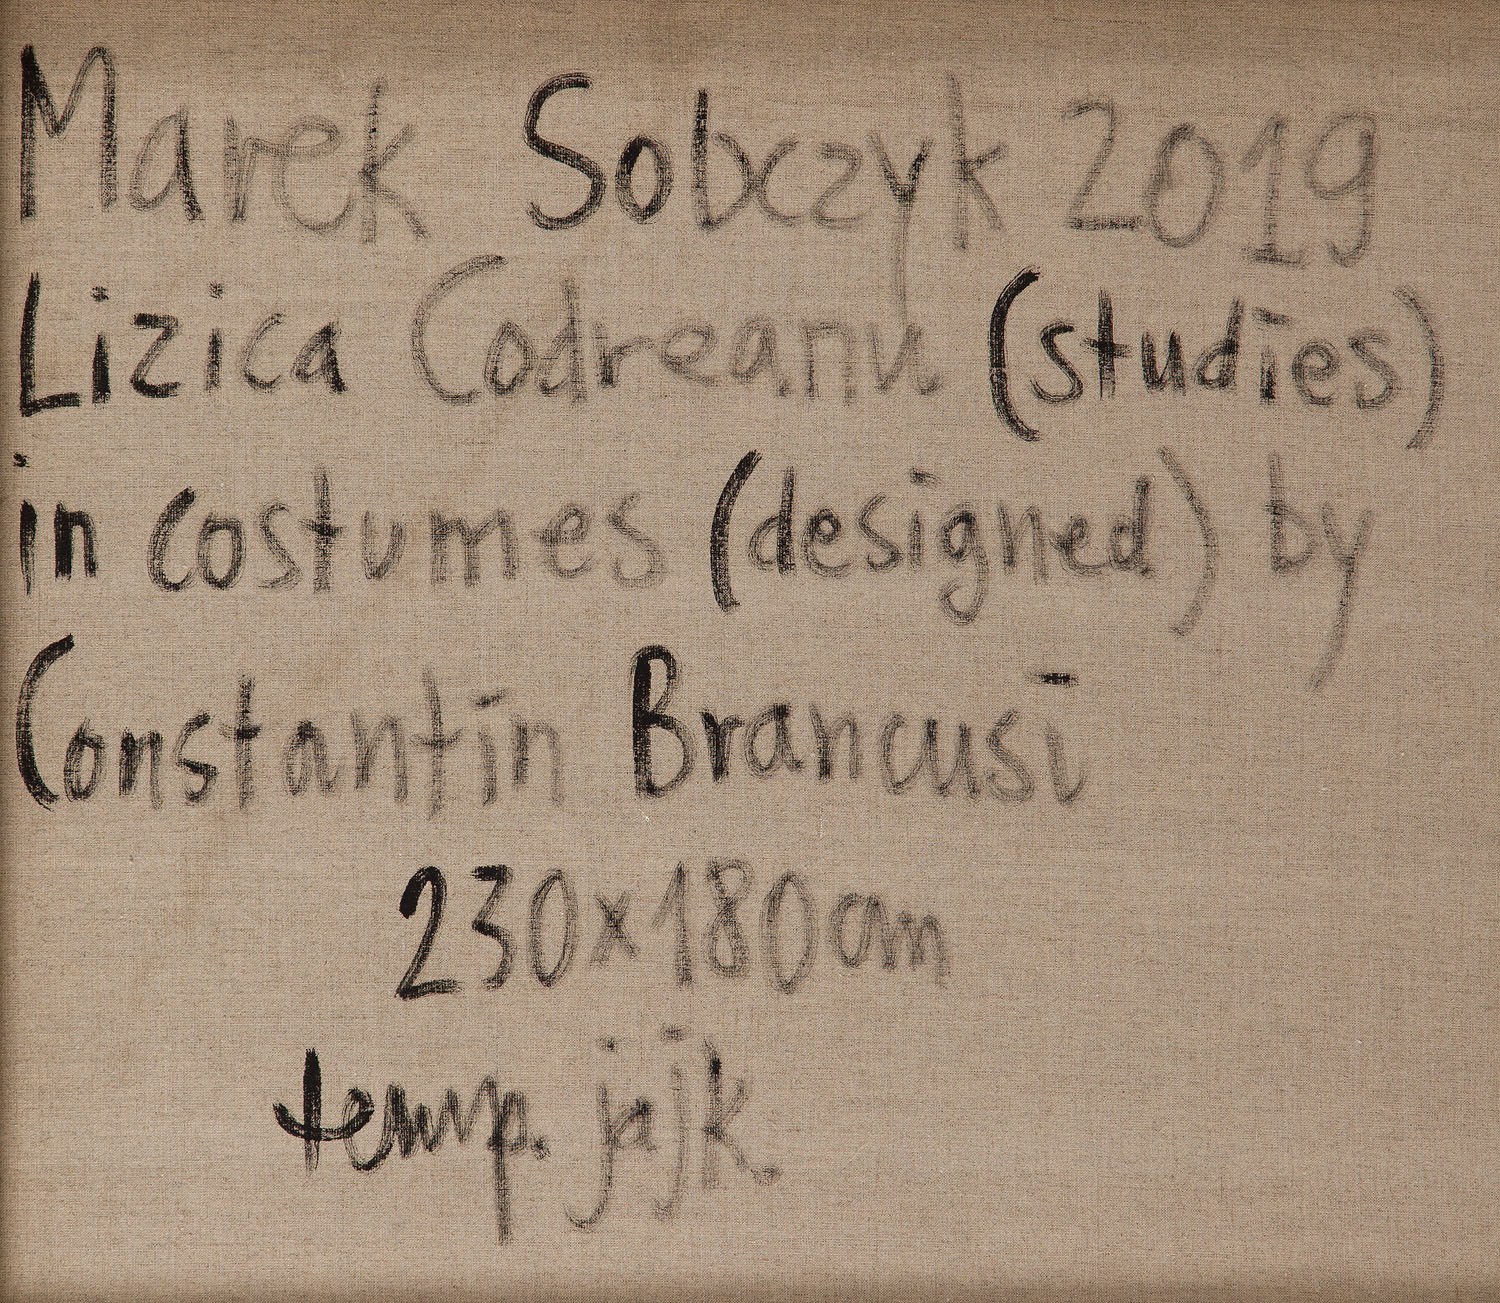 Marek Sobczyk 2019
Lizica Codreanu (studies)
in costumes (designed) by
Constantin Brancusi
230x180cm
temp. jajk.